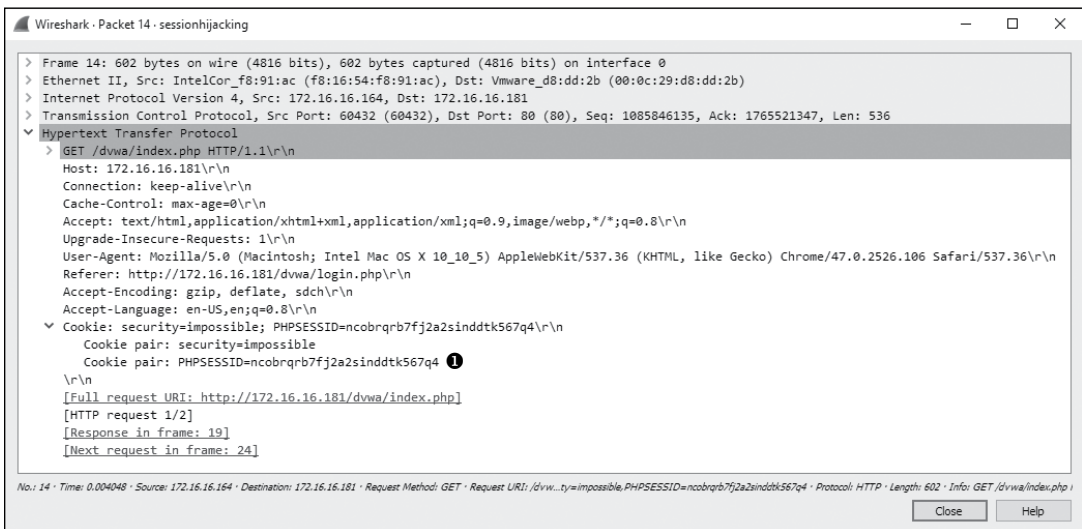 Wireshark · Packet 14 · sessionhijacking
> Frame 14: 602 bytes on wire (4816 bits), 602 bytes captured (4816 bits) on interface 0
> Ethernet II, Src: IntelCor_f8:91:ac (f8:16:54:f8:91:ac), Dst: Vmware_d8:dd:2b (00:0c:29:d8:dd:2b)
> Internet Protocol Version 4, Src: 172.16.16.164, Dst: 172.16.16.181
> Transmission Control Protocol, Src Port: 60432 (60432), Dst Port: 80 (80), Seq: 1085846135, Ack: 1765521347, Len: 536
Hypertext Transfer Protocol
> GET /dvwa/index.php HTTP/1.1\r\n
Host: 172.16.16.181\r\n
Connection: keep-alive\r\n
Cache-Control: max-age=0\r\n
Accept: text/html,application/xhtml+xml,application/xml;q=0.9,image/webp,*/*;q=0.8\r\n
Upgrade-Insecure-Requests: 1\r\n
User-Agent: Mozilla/5.0 (Macintosh; Intel Mac OS X 10_10_5) AppleWebKit/537.36 (KHTML, like Gecko) Chrome/47.0.2526.106 Safari/537.36\r\n
Referer: http://172.16.16.181/dvwa/login.php\r\n
Accept-Encoding: gzip, deflate, sdch\r\n
Accept-Language: en-US,en;q=0.8\r\n
Cookie: security=impossible; PHPSESSID=ncobrqrb7fj2a2sinddtk567q4\r\n
Cookie pair: security=impossible
Cookie pair: PHPSESSID=ncobrqrb7fj2a2sinddtk567q4 ❶
\r\n
[Full request URI: http://172.16.16.181/dvwa/index.php]
[HTTP request 1/2]
[Response in frame: 19]
[Next request in frame: 24]
No.: 14 · Time: 0.004048 · Source: 172.16.16.164 · Destination: 172.16.16.181 · Request Method: GET · Request URI: /dvw...ty=impossible,PHPSESSID=ncobrqrb7fj2a2sinddtk567q4 · Protocol: HTTP · Length: 602 · Info: GET /dvwa/index.php
Close Help